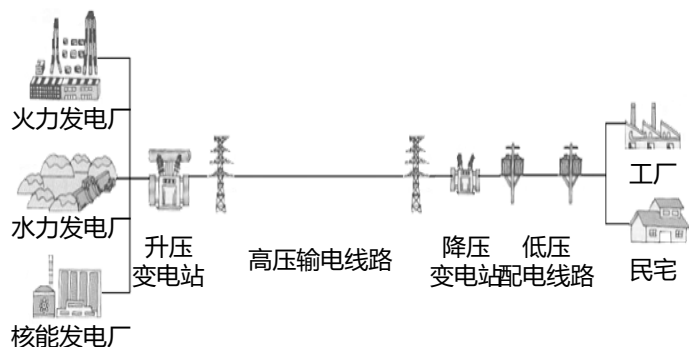 火力发电厂
水力发电厂
核能发电厂
升压
变电站
高压输电线路
降压
变电站
低压
配电线路
工厂
民宅